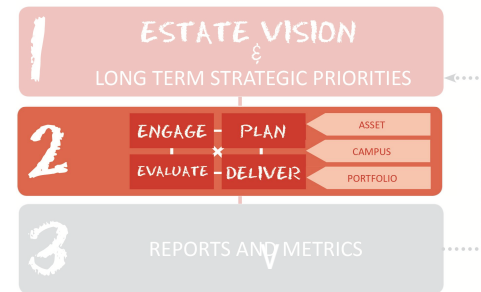 1
ESTATE VISION
&
LONG TERM STRATEGIC PRIORITIES
2
ENGAGE
PLAN
EVALUATE
DELIVER
ASSET
CAMPUS
PORTFOLIO
3
REPORTS AND METRICS